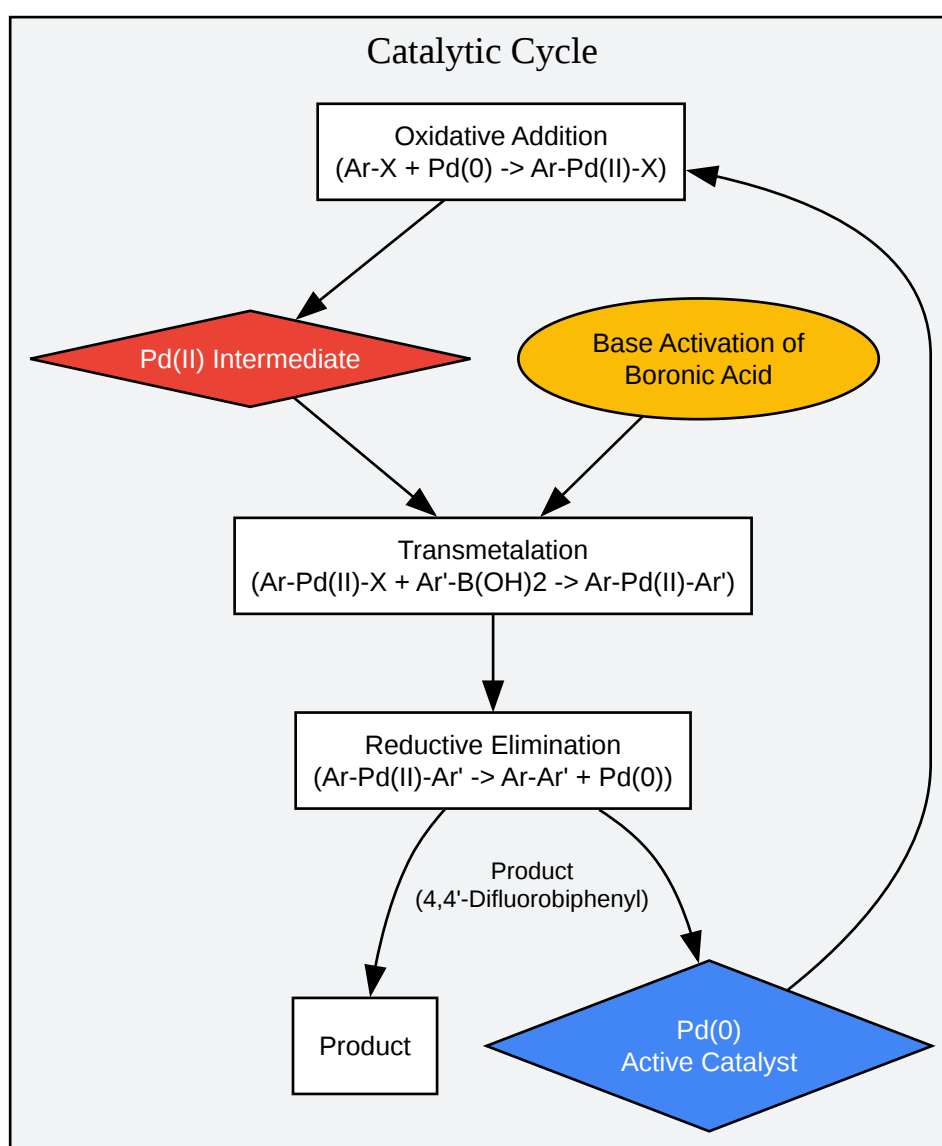 Catalytic Cycle
Oxidative Addition
(Ar-X + Pd(0) -> Ar-Pd(II)-X)
Pd(II) Intermediate
Base Activation of
Boronic Acid
Transmetalation
(Ar-Pd(II)-X + Ar'-B(OH)2 -> Ar-Pd(II)-Ar')
Reductive Elimination
(Ar-Pd(II)-Ar' -> Ar-Ar' + Pd(0))
Product
(4,4'-Difluorobiphenyl)
Product
Pd(0)
Active Catalyst